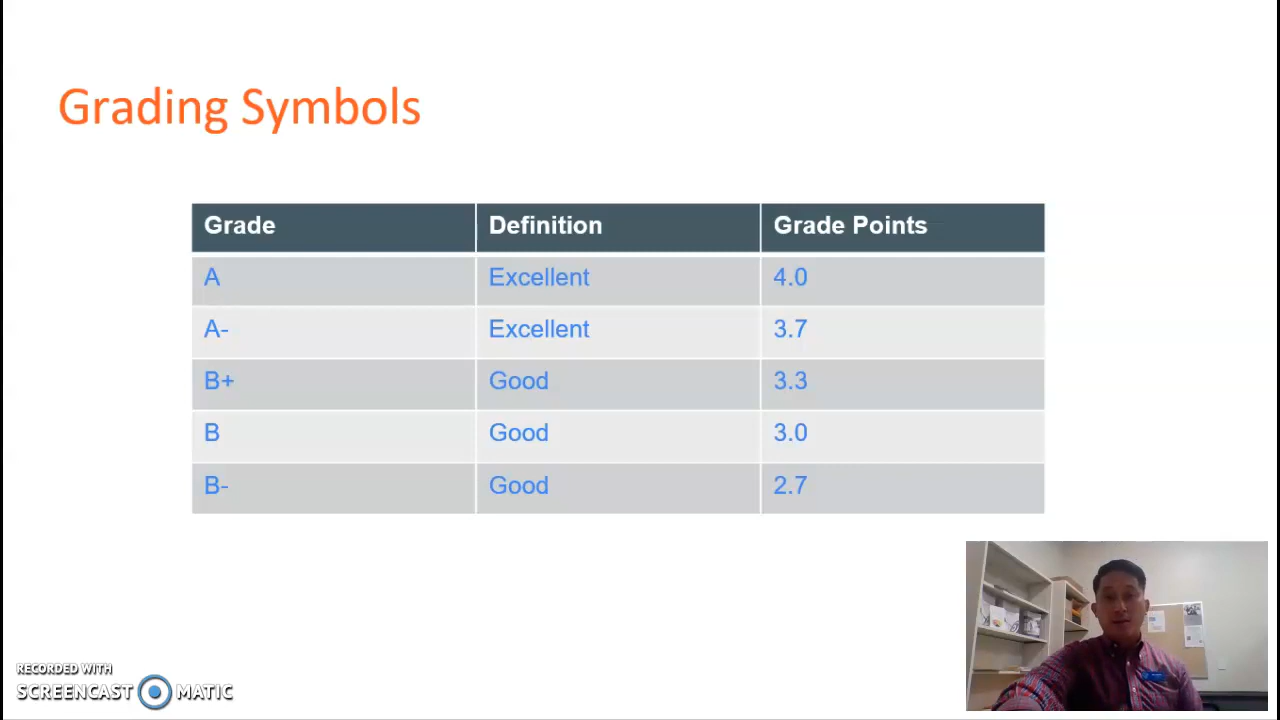 Grading Symbols
Grade Definition Grade Points
A Excellent 4.0
A- Excellent 3.7
B+ Good 3.3
B Good 3.0
B- Good 2.7
RECORDED WITH
SCREENCAST MATIC